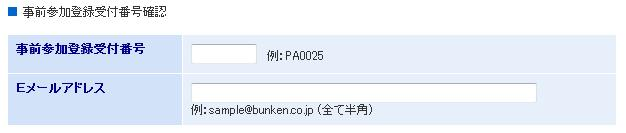 ■ 事前参加登録受付番号確認
事前参加登録受付番号 例：PA0025
Eメールアドレス
例：sample@bunken.co.jp （全て半角）